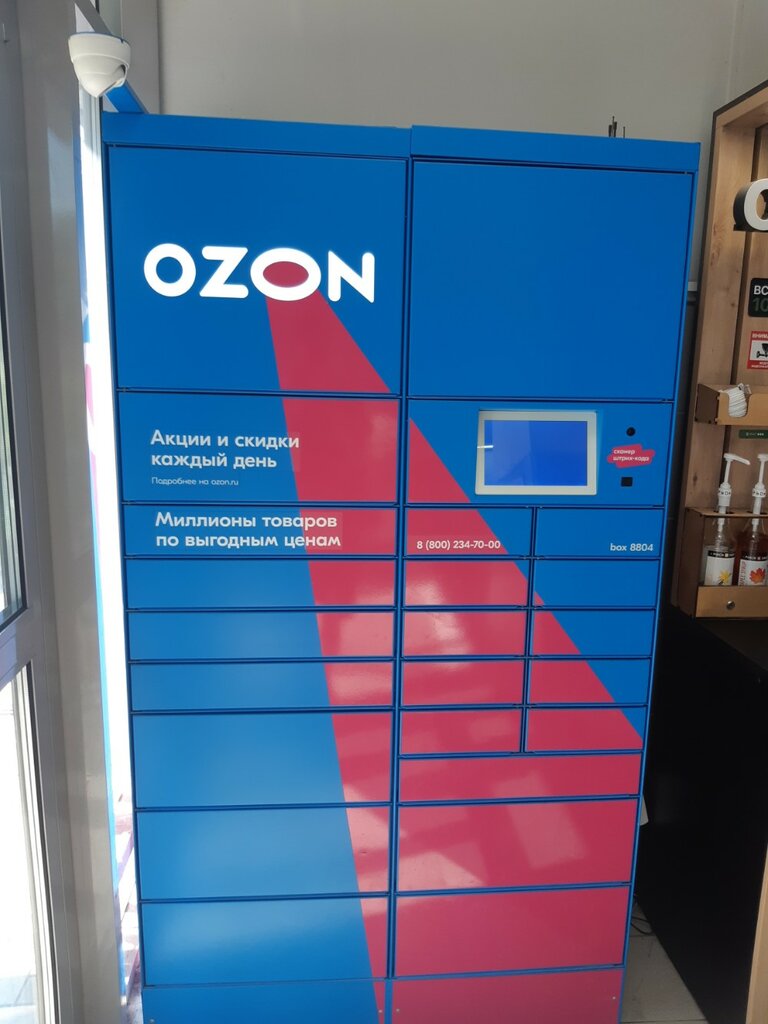 OZON
Акции и скидки
каждый день
Подробнее на ozon.ru
сканер
штрих-кода
Миллионы товаров
по выгодным ценам
8 (800) 234-70-00
box 8804